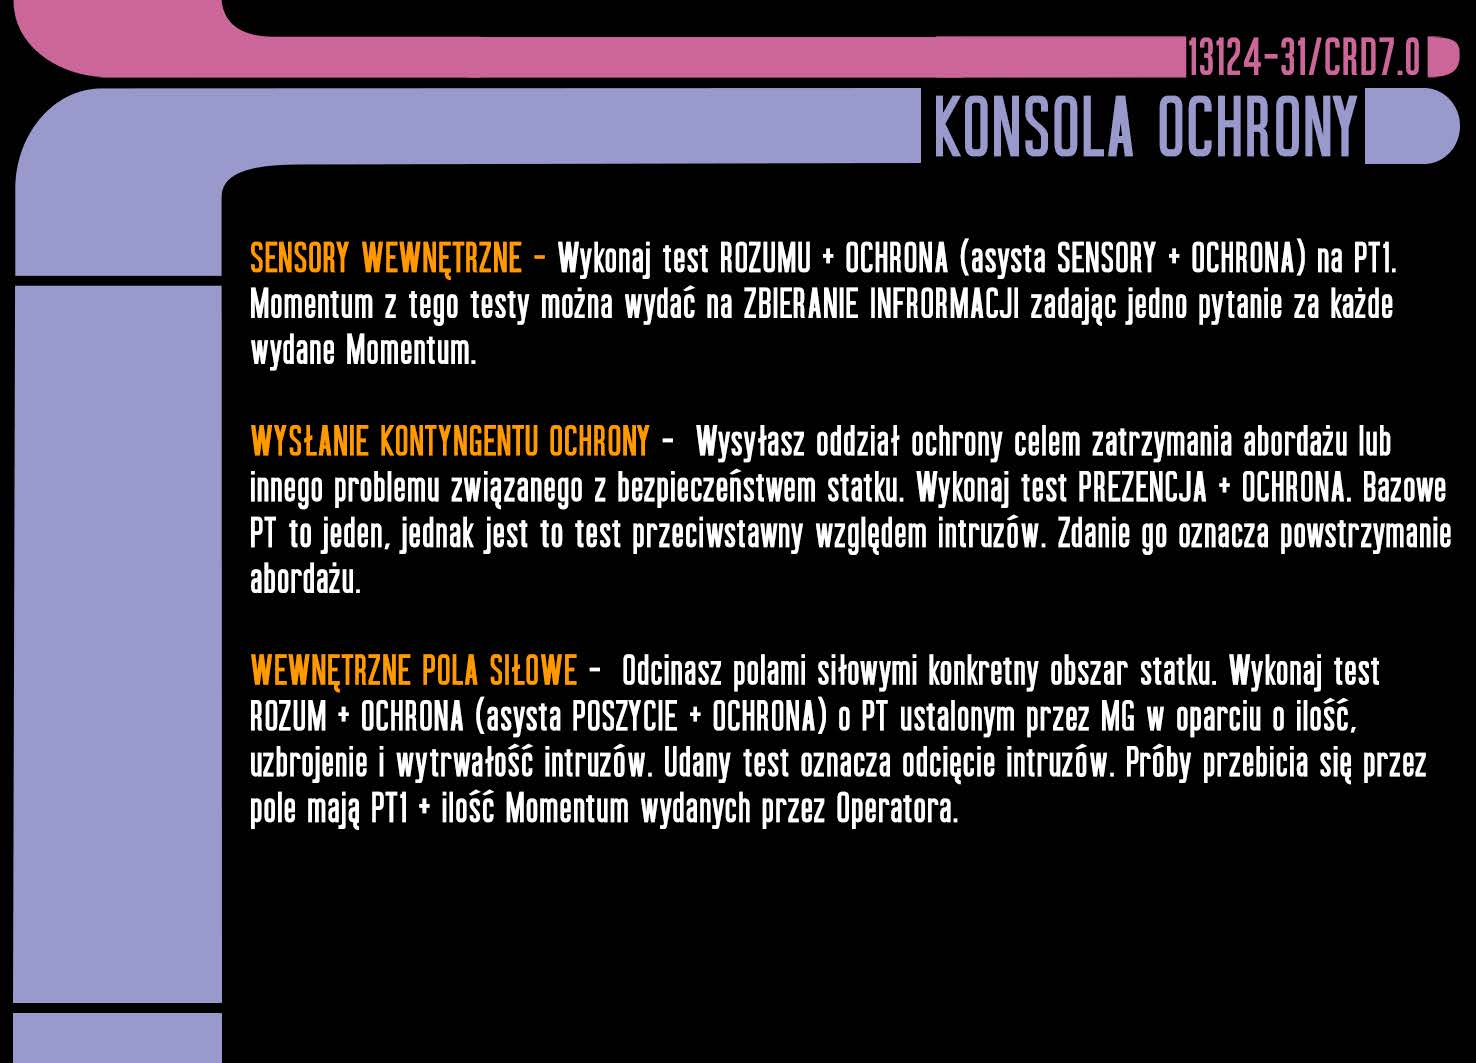 13124-31/CRD7.0
KONSOLA OCHRONY
SENSORY WEWNĘTRZNE - Wykonaj test ROZUMU + OCHRONA (asysta SENSORY + OCHRONA) na PT1.
Momentum z tego testy można wydać na ZBIERANIE INFRORMACJI zadając jedno pytanie za każde
wydane Momentum.
WYSŁANIE KONTYNGENTU OCHRONY - Wysyłasz oddział ochrony celem zatrzymania abordażu lub
innego problemu związanego z bezpieczeństwem statku. Wykonaj test PREZENCJA + OCHRONA. Bazowe
PT to jeden, jednak jest to test przeciwstawny względem intruzów. Zdanie go oznacza powstrzymanie
abordażu.
WEWNĘTRZNE POLA SIŁOWE - Odcinasz polami siłowymi konkretny obszar statku. Wykonaj test
ROZUM + OCHRONA (asysta POSZYCIE + OCHRONA) o PT ustalonym przez MG w oparciu o ilość,
uzbrojenie i wytrwałość intruzów. Udany test oznacza odcięcie intruzów. Próby przebicia się przez
pole mają PT1 + ilość Momentum wydanych przez Operatora.